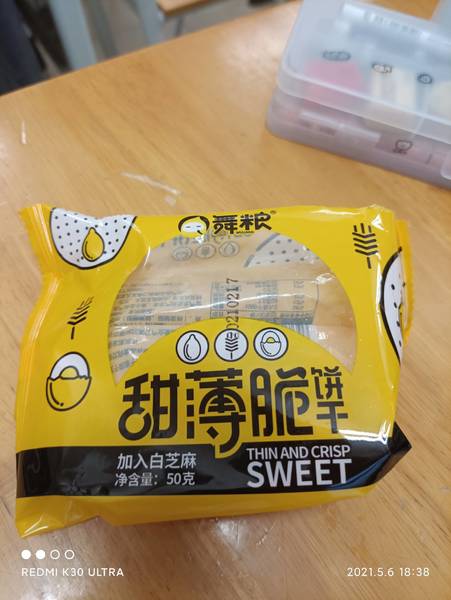 舞粮®
20210217
甜薄脆饼干
THIN AND CRISP
SWEET
加入白芝麻
净含量：50克
REDMI K30 ULTRA
2021.5.6 18:38